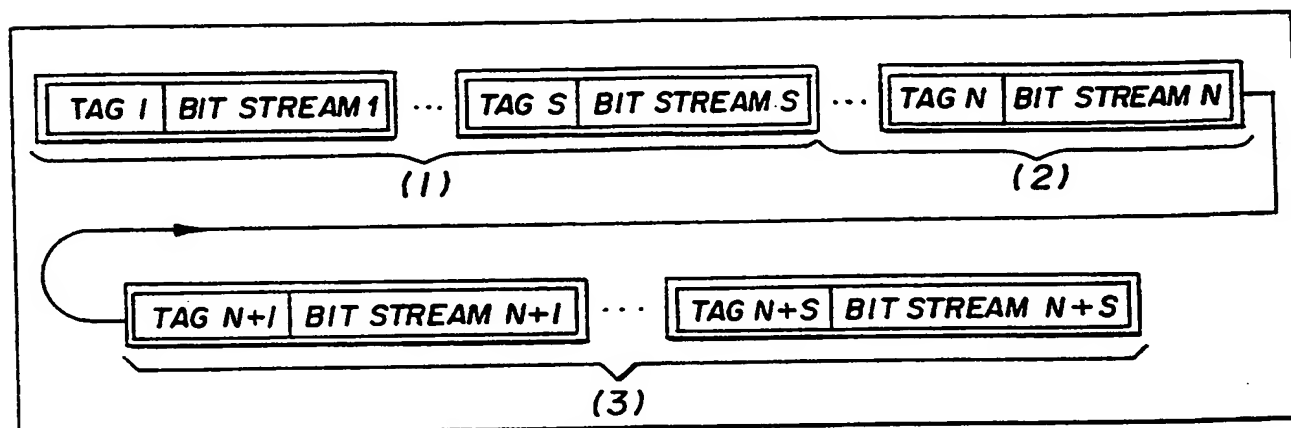 TAG 1 BIT STREAM 1 ... TAG S BIT STREAM S ... TAG N BIT STREAM N
(1) (2)
TAG N+1 BIT STREAM N+1 ... TAG N+S BIT STREAM N+S
(3)